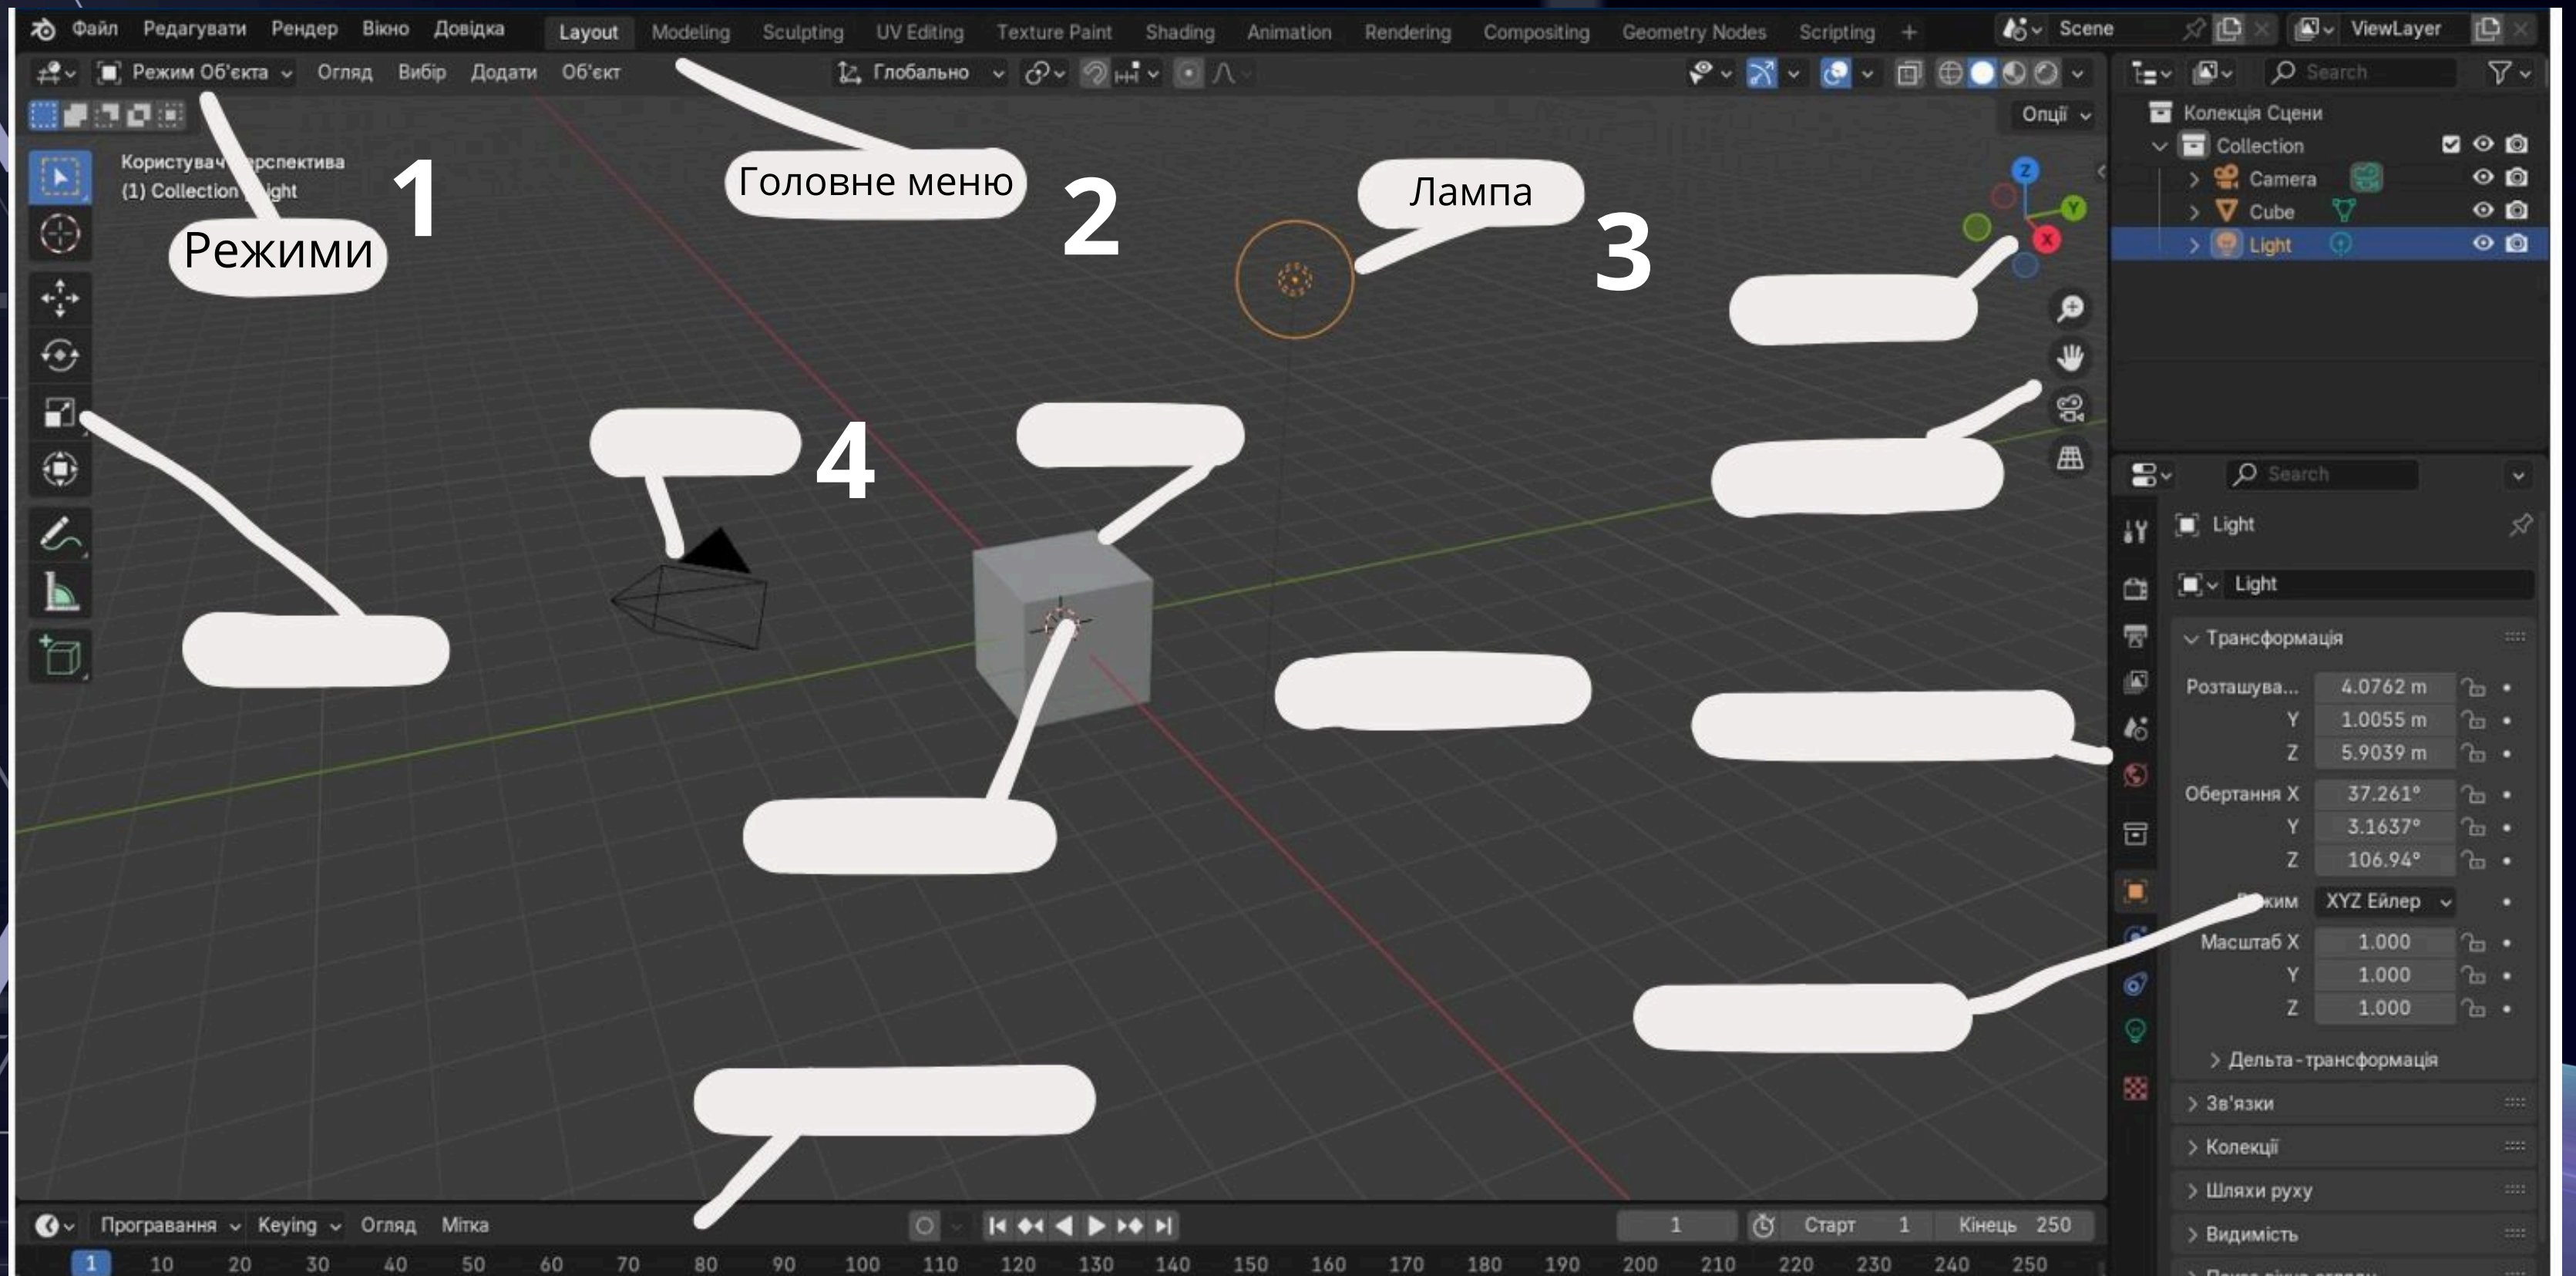 Файл Редагувати Рендер Вікно Довідка Layout Modeling Sculpting UV Editing Texture Paint Shading Animation Rendering Compositing Geometry Nodes Scripting + Scene ViewLayer
Режим Об'єкта Огляд Вибір Додати Об'єкт Глобально Search
Опції
Колекція Сцени
Collection
Camera
Cube
Light
Користувач
(1) Collection
1
Режими
Головне меню
2
Лампа
3
4
Z
Y
X
Search
Light
Light
Трансформація
Розташува... 4.0762 m
Y 1.0055 m
Z 5.9039 m
Обертання X 37.261°
Y 3.1637°
Z 106.94°
XYZ Ейлер
Масштаб X 1.000
Y 1.000
Z 1.000
Дельта-трансформація
Зв'язки
Колекції
Шляхи руху
Видимість
Програвання Keying Огляд Мітка 1 Старт 1 Кінець 250
1 10 20 30 40 50 60 70 80 90 100 110 120 130 140 150 160 170 180 190 200 210 220 230 240 250